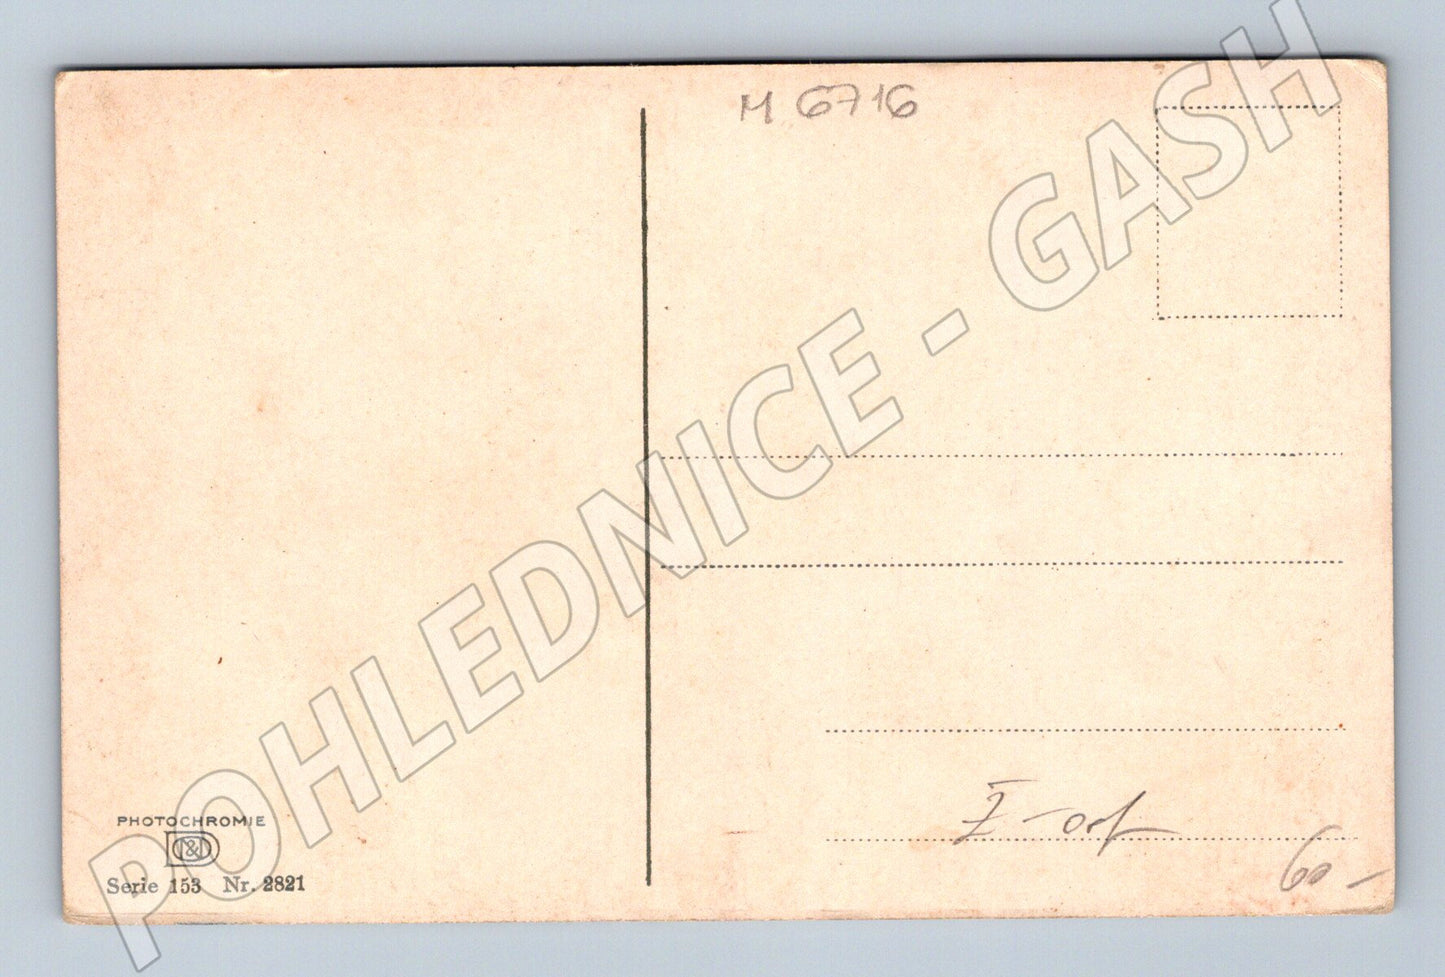 M 6716
POHLEDNICE - GASH
PHOTOCHROMIE
Serie 153 Nr. 2821
60 -